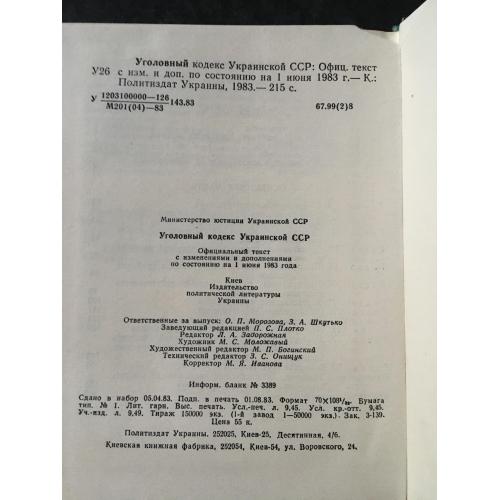 Уголовный кодекс Украинской ССР: Офиц. текст
У26 с изм. и доп. по состоянию на 1 июня 1983 г.— К.:
Политиздат Украины, 1983.— 215 с.
У 1203100000—126
М201(04)—83 143.83 67.99(2)8
Министерство юстиции Украинской ССР
Уголовный кодекс Украинской ССР
Официальный текст
с изменениями и дополнениями
по состоянию на 1 июня 1983 года
Киев
Издательство
политической литературы
Украины
Ответственные за выпуск: О. П. Морозова, З. А. Шкутько
Заведующий редакцией П. С. Плотко
Редактор Л. А. Задорожная
Художник М. С. Моложавый
Художественный редактор М. П. Богинский
Технический редактор З. С. Онищук
Корректор М. Я. Иванова
Информ. бланк № 3389
Сдано в набор 05.04.83. Подп. в печать 01.08.83. Формат 70×108¹/₃₂. Бумага
тип. № 1. Лит. гарн. Выс. печать. Усл.-печ. л. 9,45. Усл. кр.-отт. 9,45.
Уч.-изд. л. 9,49. Тираж 150000 экз. (1-й завод 1—50000 экз.). Зак. 3-139.
Цена 55 к.
Политиздат Украины. 252025, Киев-25, Десятинная, 4/6.
Киевская книжная фабрика, 252054, Киев-54, ул. Воровского, 24.